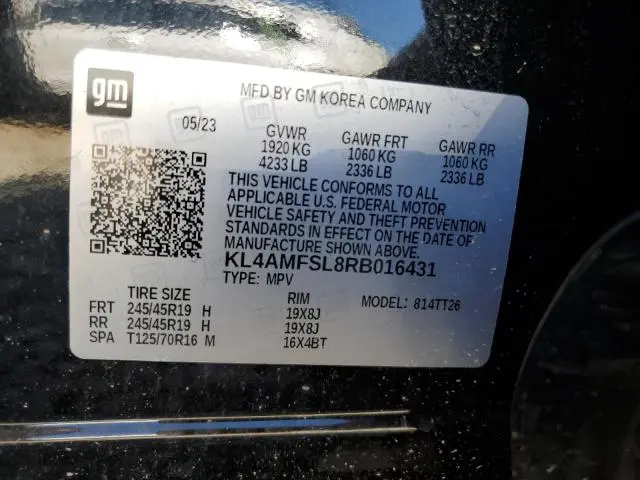 gm
MFD BY GM KOREA COMPANY
05/23
GVWR GAWR FRT GAWR RR
1920 KG 1060 KG 1060 KG
4233 LB 2336 LB 2336 LB
THIS VEHICLE CONFORMS TO ALL
APPLICABLE U.S. FEDERAL MOTOR
VEHICLE SAFETY AND THEFT PREVENTION
STANDARDS IN EFFECT ON THE DATE OF
MANUFACTURE SHOWN ABOVE.
KL4AMFSL8RB016431
TYPE: MPV
TIRE SIZE RIM MODEL: 814TT26
FRT 245/45R19 H 19X8J
RR 245/45R19 H 19X8J
SPA T125/70R16 M 16X4BT